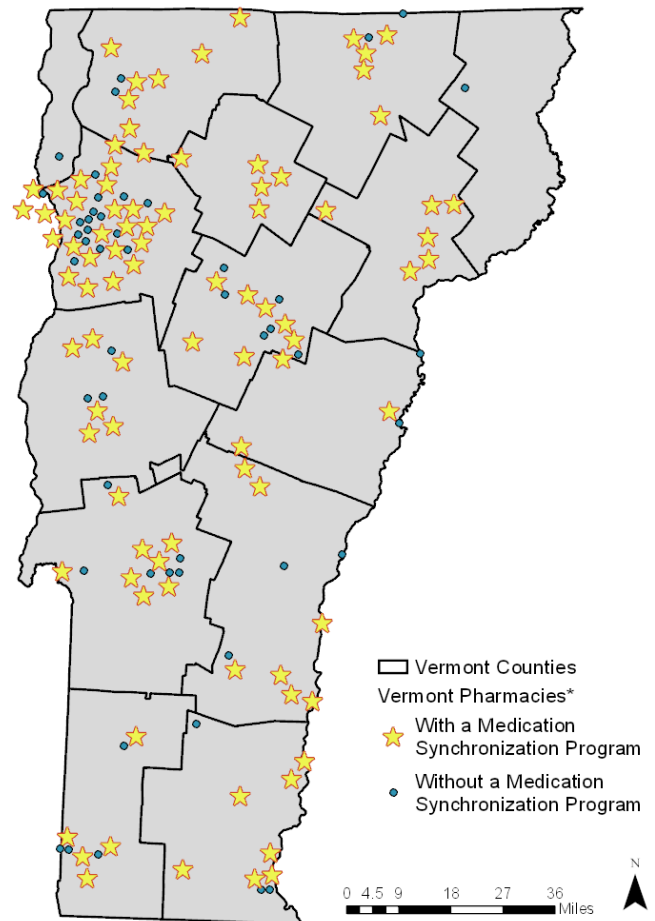 Vermont Counties
Vermont Pharmacies*
With a Medication
Synchronization Program
Without a Medication
Synchronization Program
N
0 4.5 9 18 27 36
Miles